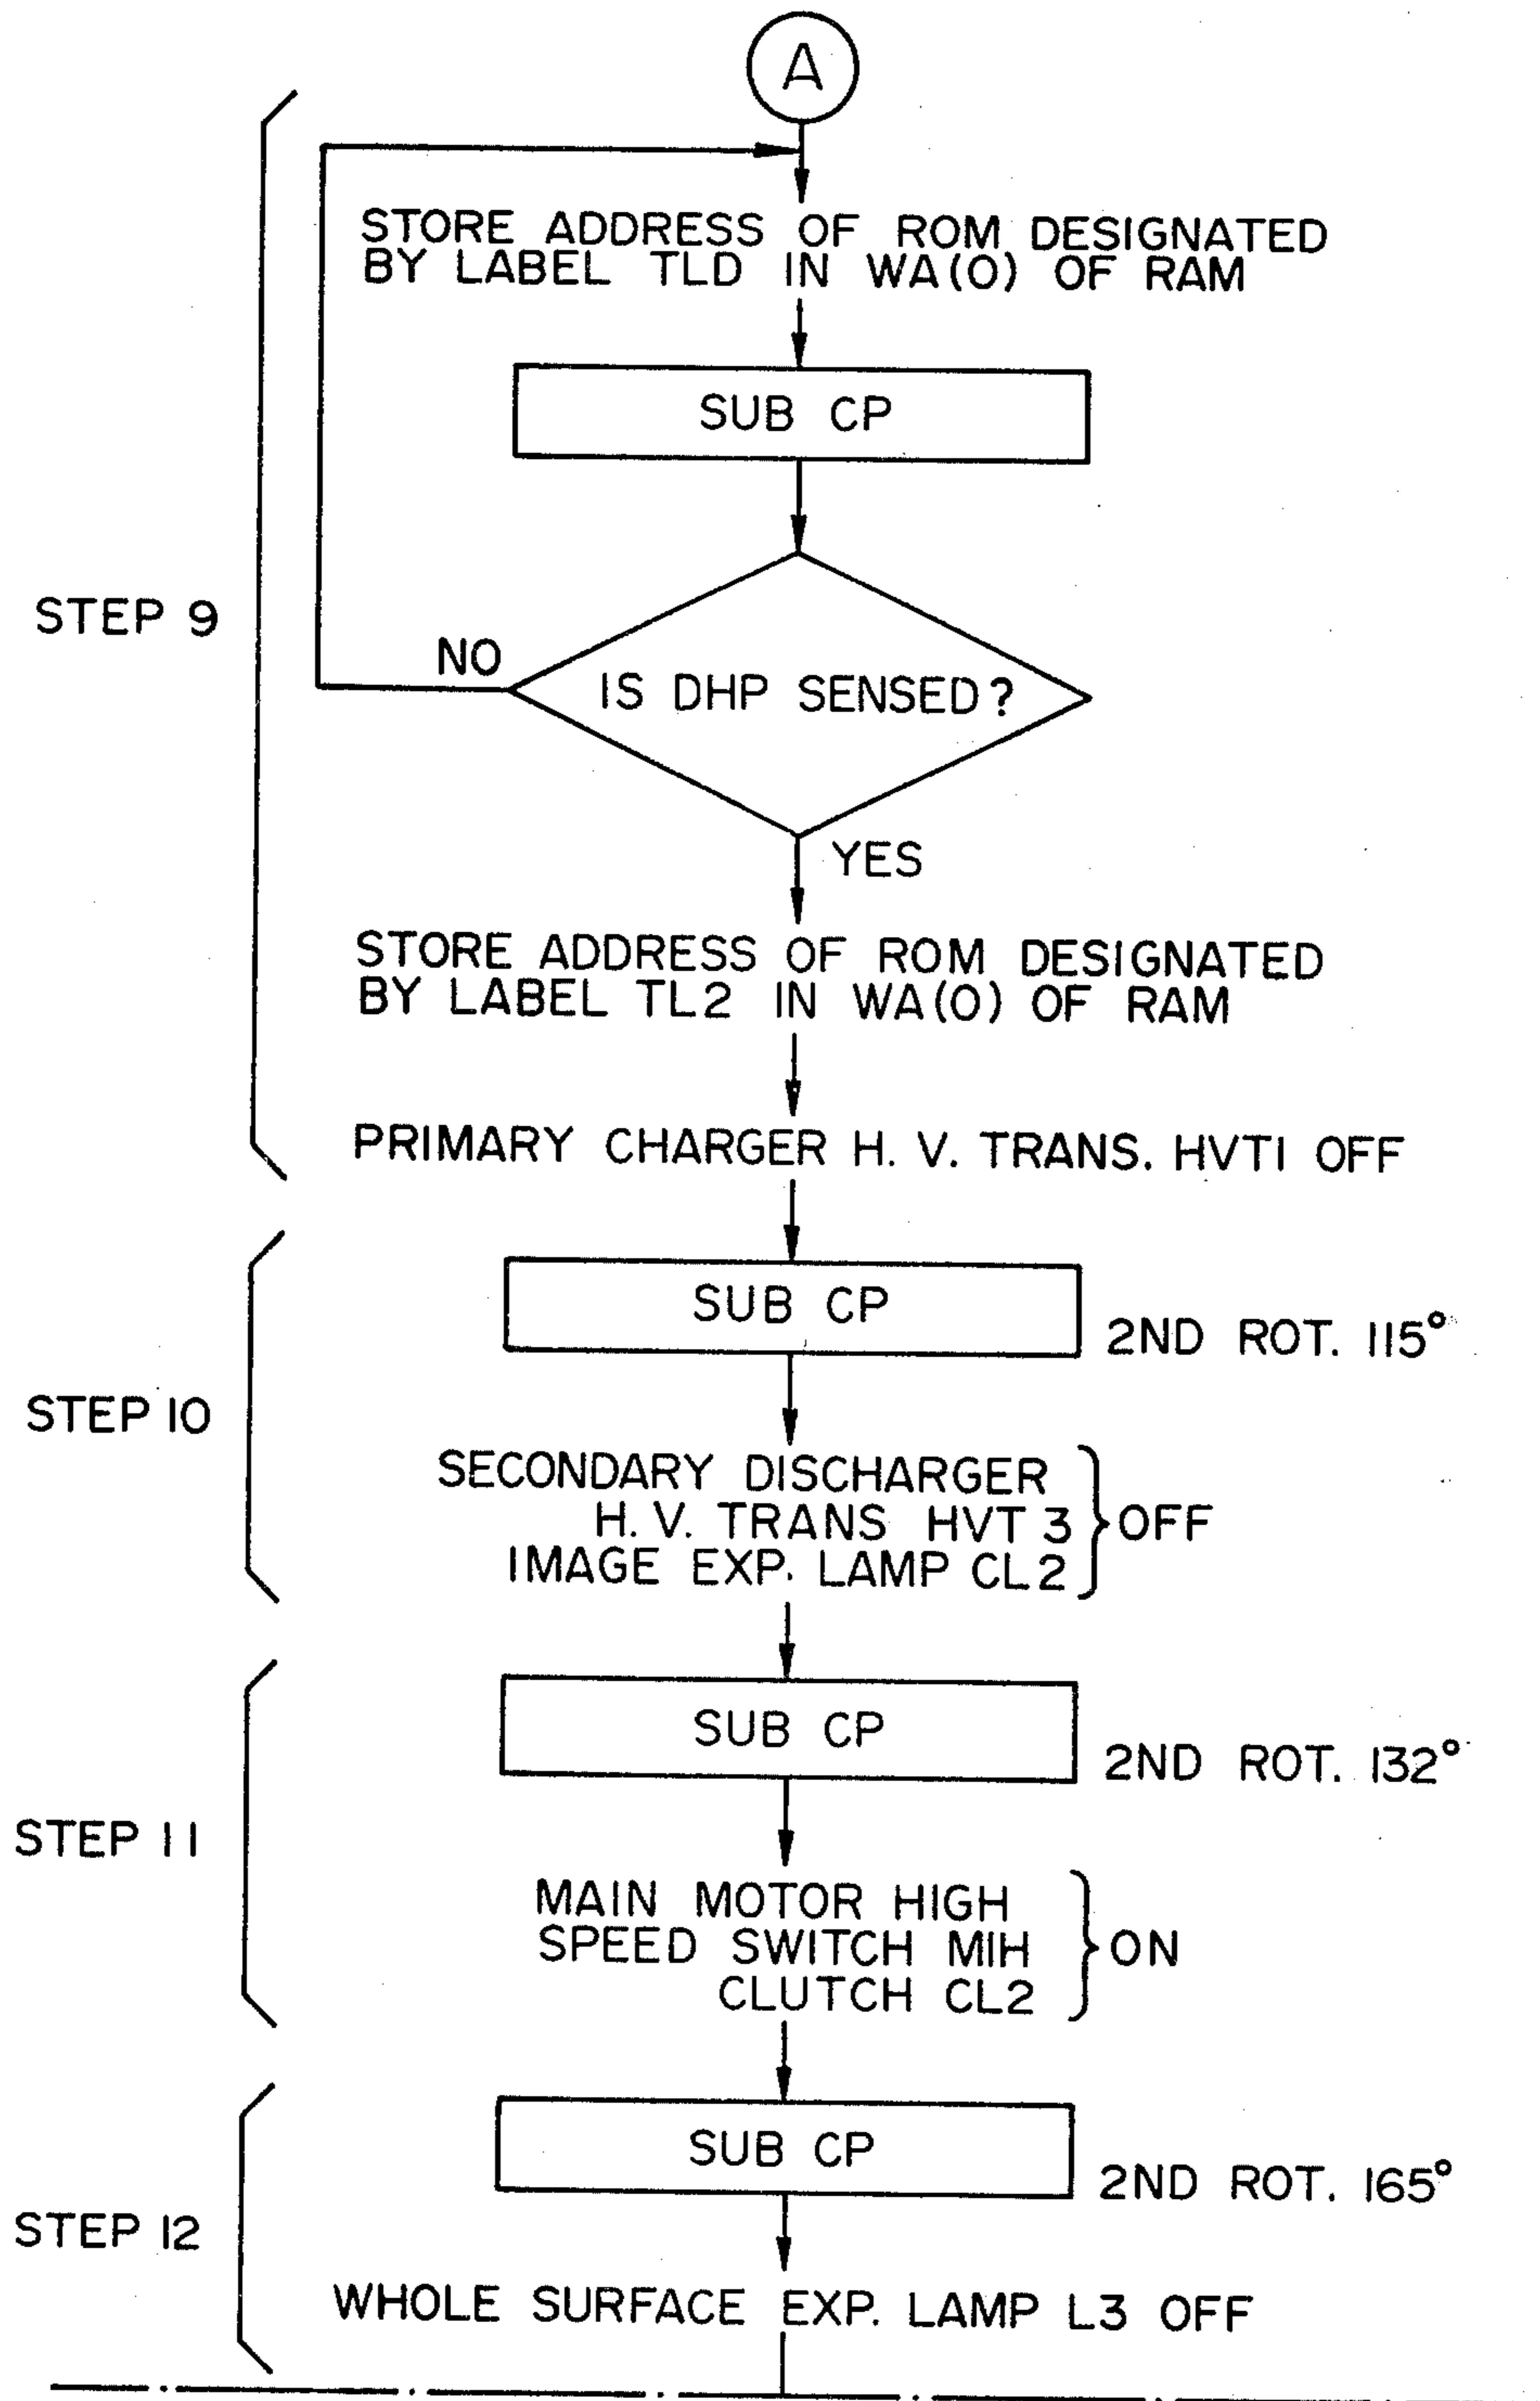 A
STORE ADDRESS OF ROM DESIGNATED
BY LABEL TLD IN WA(0) OF RAM
SUB CP
STEP 9
NO
IS DHP SENSED?
YES
STORE ADDRESS OF ROM DESIGNATED
BY LABEL TL2 IN WA(0) OF RAM
PRIMARY CHARGER H. V. TRANS. HVT1 OFF
SUB CP
2ND ROT. 115°
STEP 10
SECONDARY DISCHARGER
H. V. TRANS HVT 3
OFF
IMAGE EXP. LAMP CL2
SUB CP
2ND ROT. 132°
STEP 11
MAIN MOTOR HIGH
SPEED SWITCH M1H
ON
CLUTCH CL2
SUB CP
2ND ROT. 165°
STEP 12
WHOLE SURFACE EXP. LAMP L3 OFF